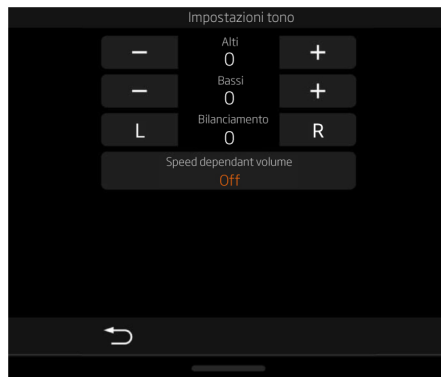 Impostazioni tono
Alti
− 0 +
Bassi
− 0 +
Bilanciamento
L 0 R
Speed dependant volume
Off